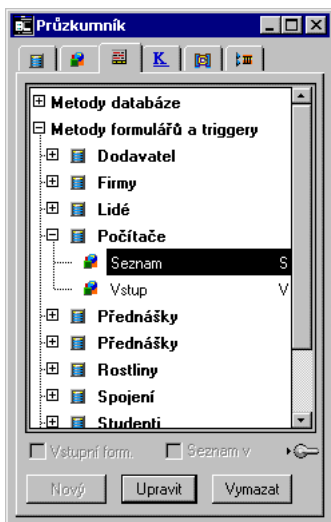 Průzkumník
K
Metody databáze
Metody formulářů a triggery
Dodavatel
Firmy
Lidé
Počítače
Seznam S
Vstup V
Přednášky
Přednášky
Rostliny
Spojení
Studenti
Vstupní form. Seznam v
Nový Upravit Vymazat